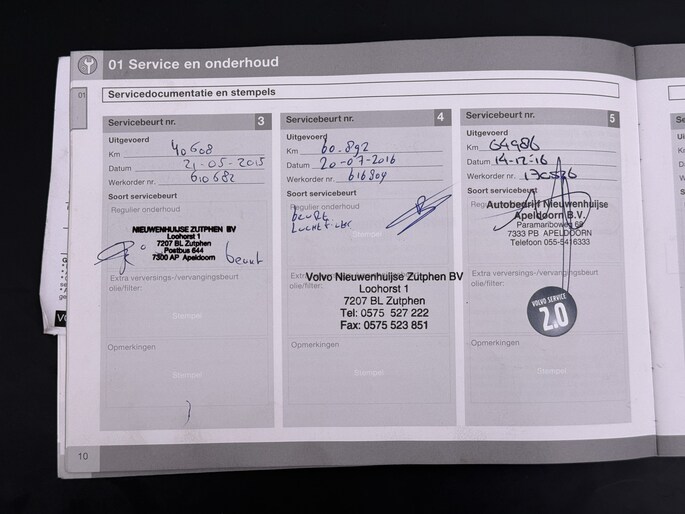 01 Service en onderhoud
01
Servicedocumentatie en stempels
Servicebeurt nr. 3
Uitgevoerd
Km 40608
Datum 21-05-2015
Werkorder nr. 610682
Soort servicebeurt
Regulier onderhoud
NIEUWENHUIJSE ZUTPHEN BV
Loohorst 1
7207 BL Zutphen
Postbus 644
7300 AP Apeldoorn
beurt
Extra verversings-/vervangingsbeurt
olie/filter:
Stempel
Opmerkingen
Stempel
Servicebeurt nr. 4
Uitgevoerd
Km 60.892
Datum 20-07-2016
Werkorder nr. 616809
Soort servicebeurt
Regulier onderhoud
beurt
Extra verversings-/vervangingsbeurt
olie/filter:
Volvo Nieuwenhuijse Zutphen BV
Loohorst 1
7207 BL Zutphen
Tel: 0575 527 222
Fax: 0575 523 851
Opmerkingen
Stempel
Servicebeurt nr. 5
Uitgevoerd
Km 64986
Datum 14-12-16
Werkorder nr.
Soort servicebeurt
Regulier onderhoud
Autobedrijf Nieuwenhuijse
Apeldoorn B.V.
Paramariboweg 68
7333 PB APELDOORN
Telefoon 055-5416333
Extra verversings-/vervangingsbeurt
olie/filter:
VOLVO SERVICE
2.0
Opmerkingen
Stempel
10